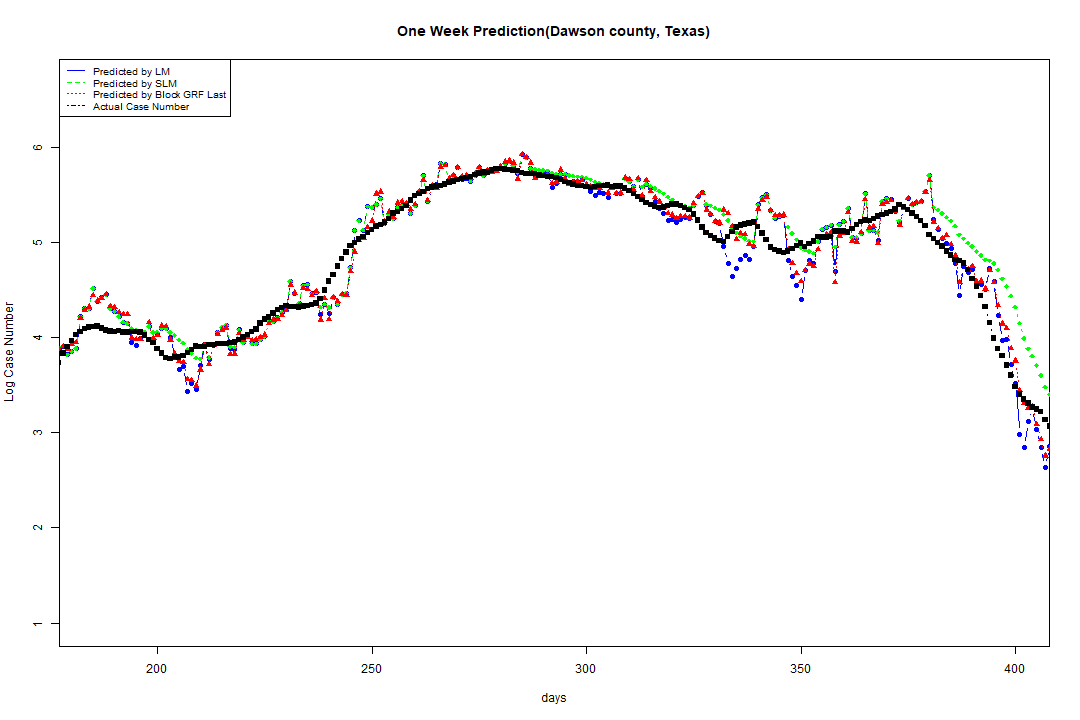 One Week Prediction(Dawson county, Texas)
Predicted by LM
Predicted by SLM
Predicted by Block GRF Last
Actual Case Number
6
5
4
3
2
1
Log Case Number
200 250 300 350 400
days